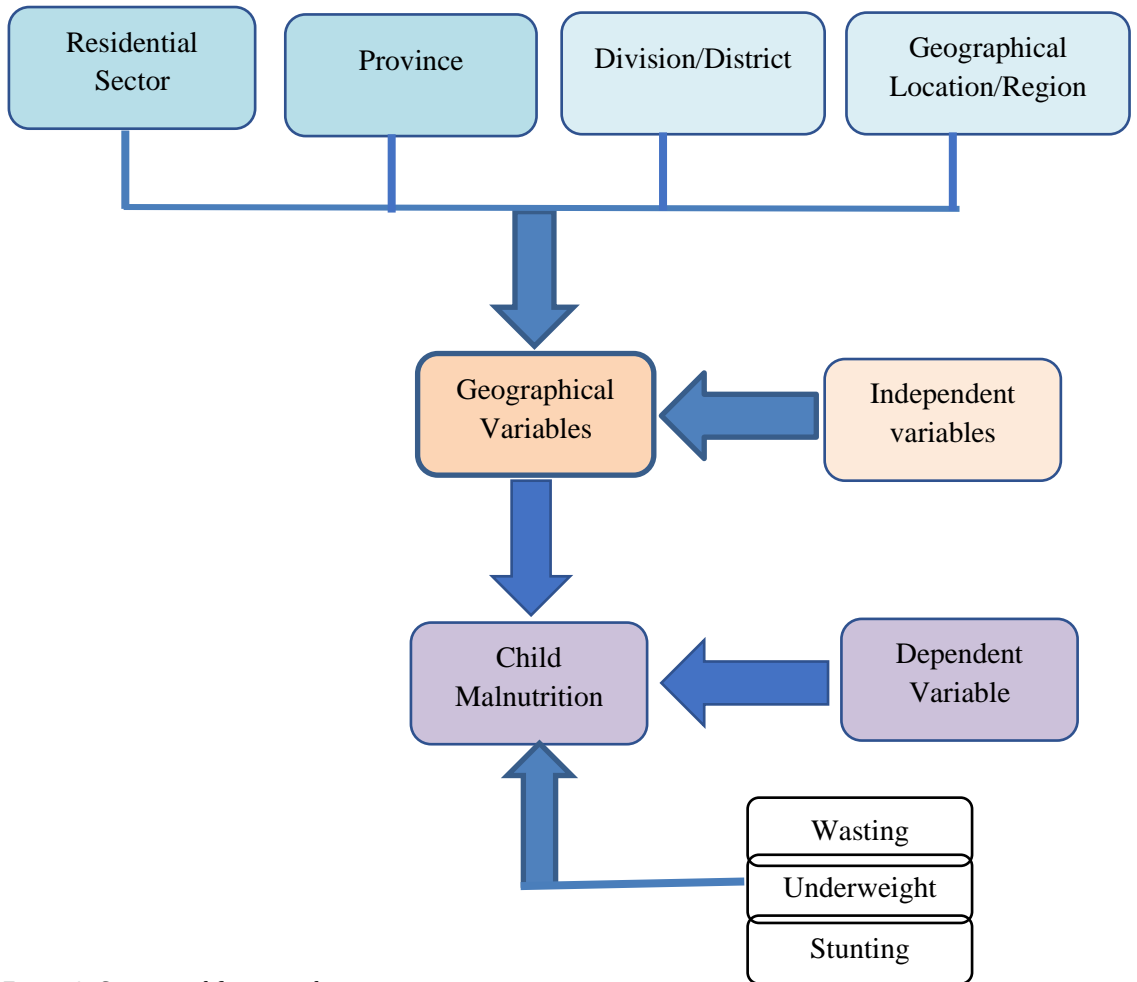 Residential
Sector
Province
Division/District
Geographical
Location/Region
Geographical
Variables
Independent
variables
Child
Malnutrition
Dependent
Variable
Wasting
Underweight
Stunting